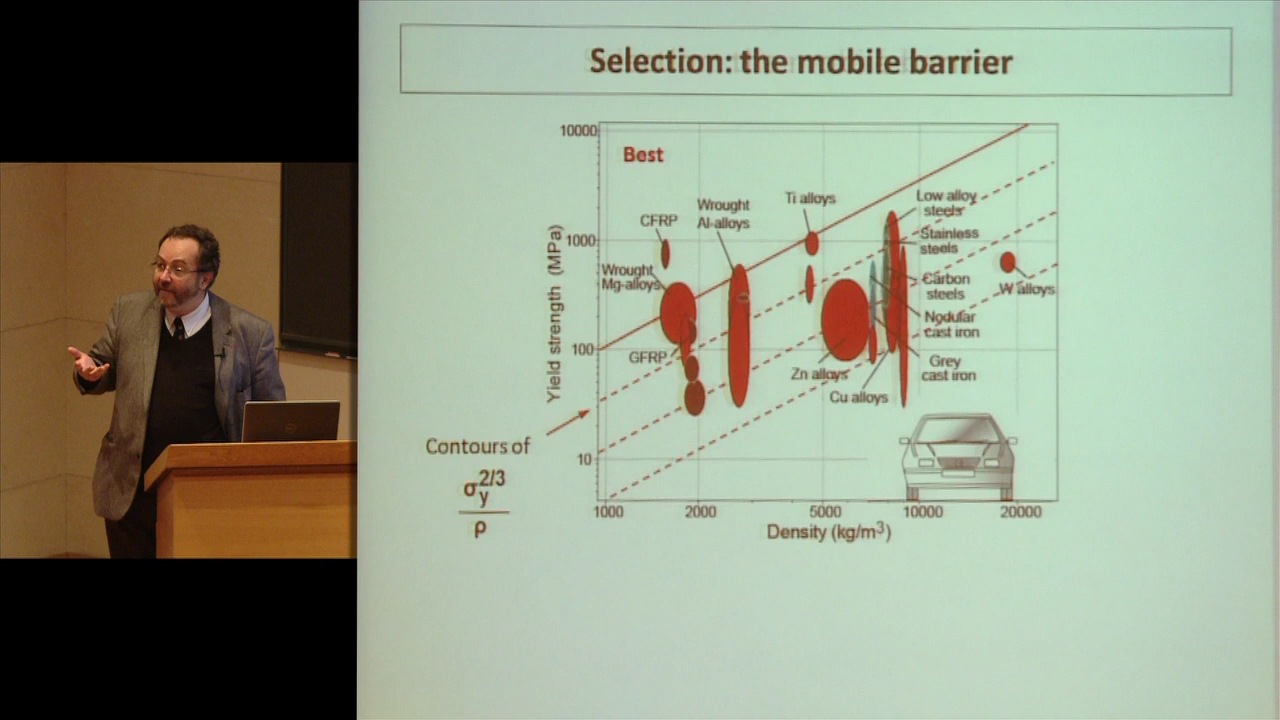 Selection: the mobile barrier
10000
1000
100
10
Yield strength (MPa)
Best
CFRP
Wrought
Al-alloys
Ti alloys
Low alloy
steels
Stainless
steels
Wrought
Mg-alloys
Carbon
steels
W alloys
Nodular
cast iron
GFRP
Zn alloys
Grey
cast iron
Cu alloys
Contours of
σy^2/3
ρ
1000 2000 5000 10000 20000
Density (kg/m³)